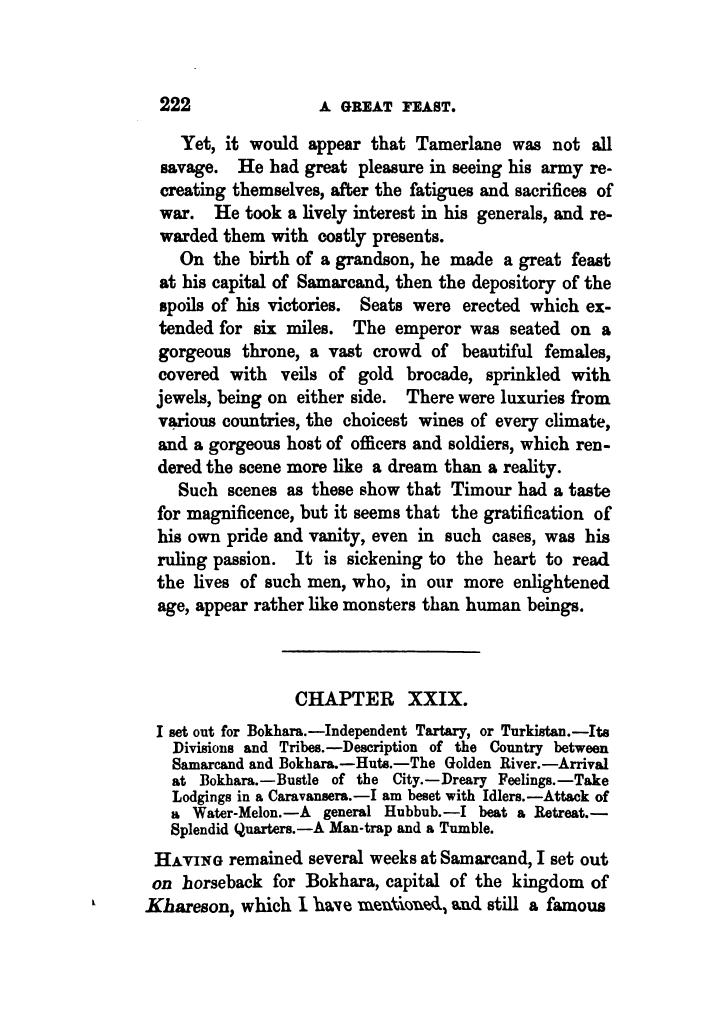 222 A GREAT FEAST.
Yet, it would appear that Tamerlane was not all
savage. He had great pleasure in seeing his army re-
creating themselves, after the fatigues and sacrifices of
war. He took a lively interest in his generals, and re-
warded them with costly presents.
On the birth of a grandson, he made a great feast
at his capital of Samarcand, then the depository of the
spoils of his victories. Seats were erected which ex-
tended for six miles. The emperor was seated on a
gorgeous throne, a vast crowd of beautiful females,
covered with veils of gold brocade, sprinkled with
jewels, being on either side. There were luxuries from
various countries, the choicest wines of every climate,
and a gorgeous host of officers and soldiers, which ren-
dered the scene more like a dream than a reality.
Such scenes as these show that Timour had a taste
for magnificence, but it seems that the gratification of
his own pride and vanity, even in such cases, was his
ruling passion. It is sickening to the heart to read
the lives of such men, who, in our more enlightened
age, appear rather like monsters than human beings.
CHAPTER XXIX.
I set out for Bokhara.—Independent Tartary, or Turkistan.—Its
Divisions and Tribes.—Description of the Country between
Samarcand and Bokhara.—Huts.—The Golden River.—Arrival
at Bokhara.—Bustle of the City.—Dreary Feelings.—Take
Lodgings in a Caravansera.—I am beset with Idlers.—Attack of
a Water-Melon.—A general Hubbub.—I beat a Retreat.—
Splendid Quarters.—A Man-trap and a Tumble.
HAVING remained several weeks at Samarcand, I set out
on horseback for Bokhara, capital of the kingdom of
Khareson, which I have mentioned, and still a famous